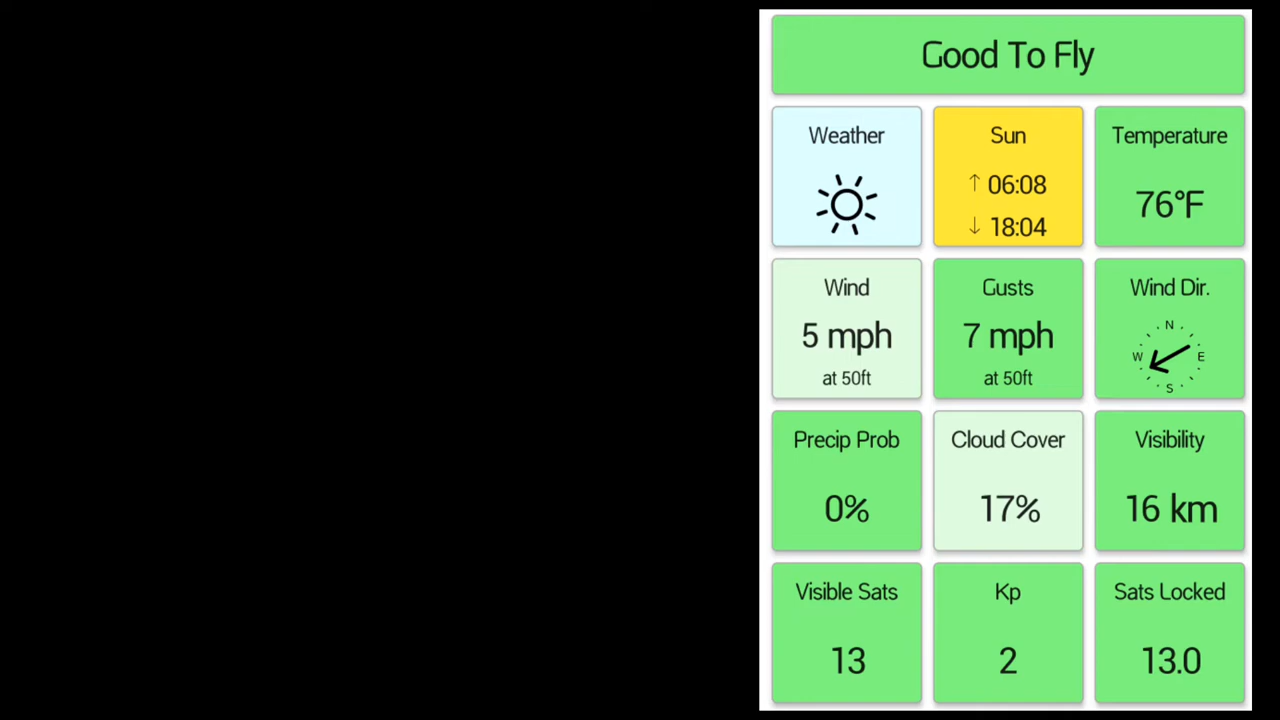 Good To Fly
Weather
Sun
↑ 06:08
↓ 18:04
Temperature
76°F
Wind
5 mph
at 50ft
Gusts
7 mph
at 50ft
Wind Dir.
N
W
E
S
Precip Prob
0%
Cloud Cover
17%
Visibility
16 km
Visible Sats
13
Kp
2
Sats Locked
13.0